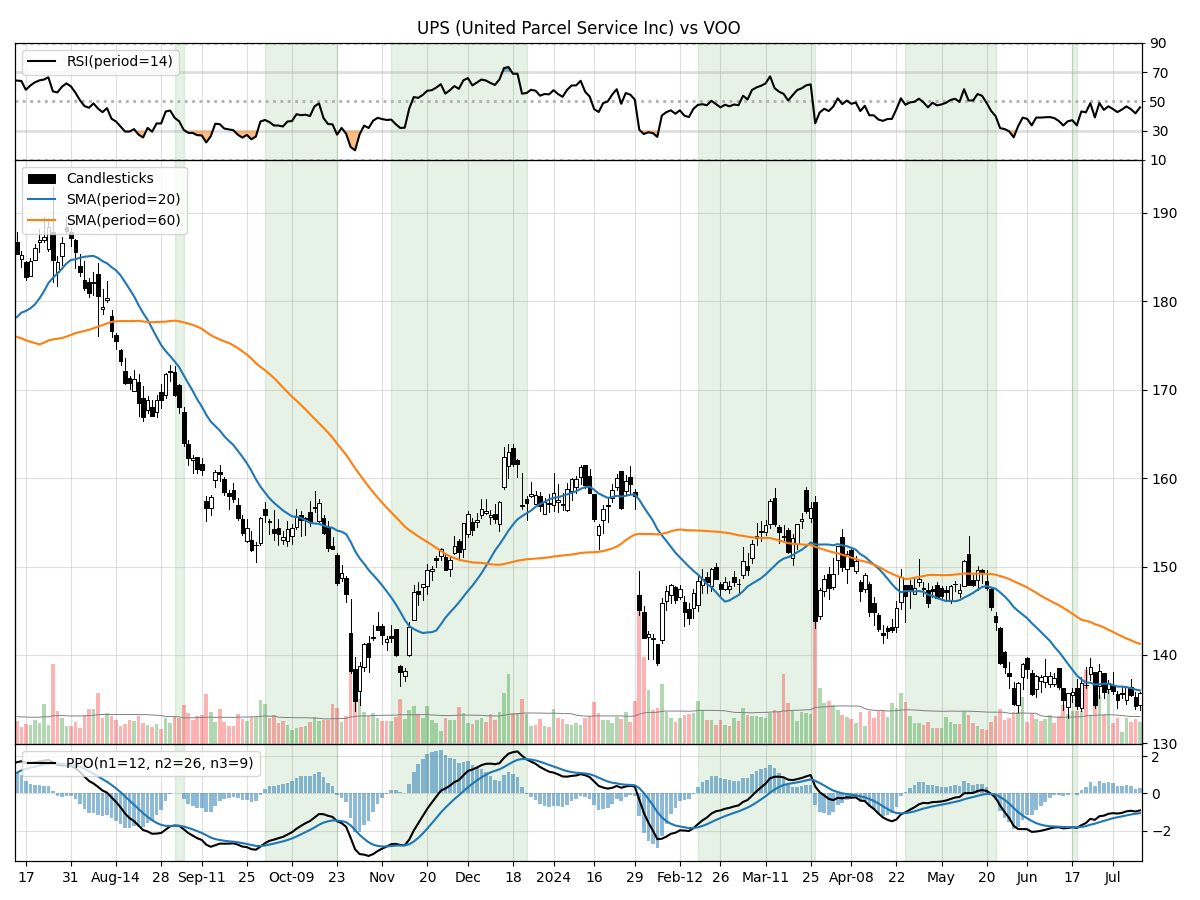 UPS (United Parcel Service Inc) vs VOO
RSI(period=14)
90
70
50
30
10
Candlesticks
SMA(period=20)
SMA(period=60)
190
180
170
160
150
140
130
PPO(n1=12, n2=26, n3=9)
2
0
−2
17 31 Aug-14 28 Sep-11 25 Oct-09 23 Nov 20 Dec 18 2024 16 29 Feb-12 26 Mar-11 25 Apr-08 22 May 20 Jun 17 Jul